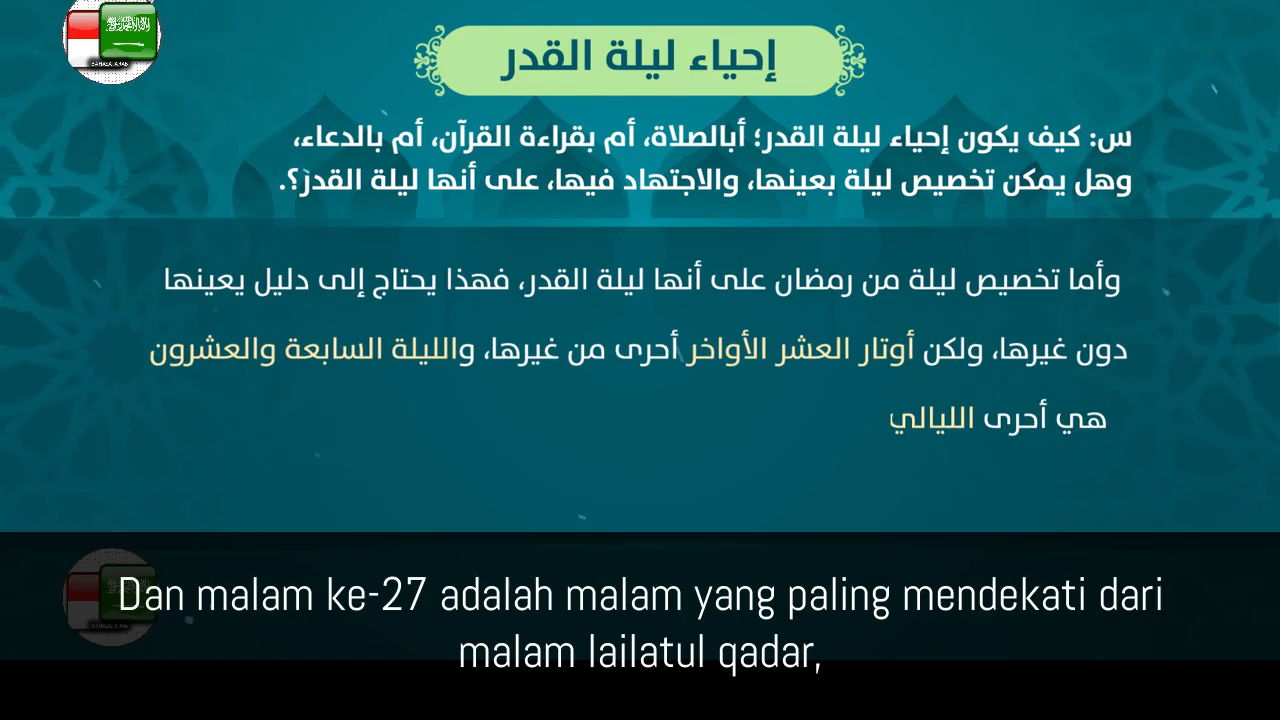 إحياء ليلة القدر
س: كيف يكون إحياء ليلة القدر؛ أبالصلاة، أم بقراءة القرآن، أم بالدعاء،
وهل يمكن تخصيص ليلة بعينها، والاجتهاد فيها، على أنها ليلة القدر؟.
وأما تخصيص ليلة من رمضان على أنها ليلة القدر، فهذا يحتاج إلى دليل يعينها
دون غيرها، ولكن أوتار العشر الأواخر أحرى من غيرها، والليلة السابعة والعشرون
هي أحرى الليالي
Dan malam ke-27 adalah malam yang paling mendekati dari
malam lailatul qadar,